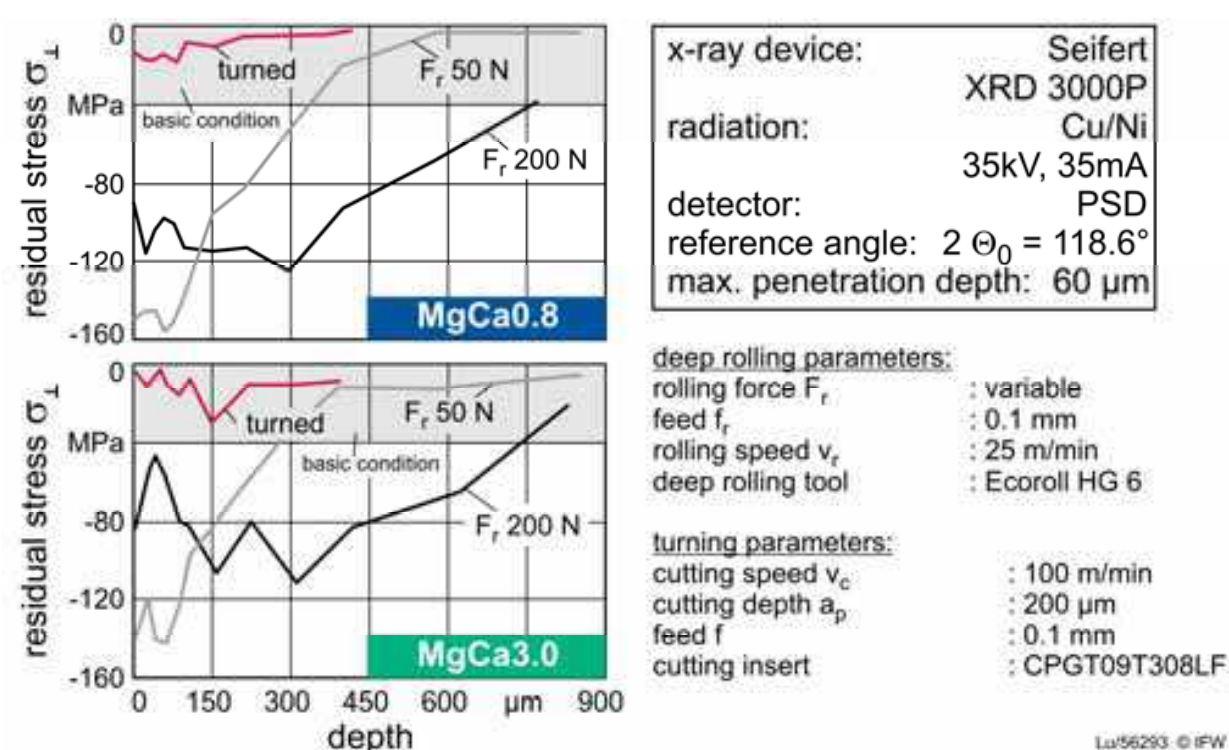 0
residual stress σ⊥
MPa
-80
-120
-160
turned
basic condition
Fr 50 N
Fr 200 N
MgCa0.8
0
residual stress σ⊥
MPa
-80
-120
-160
turned
basic condition
Fr 50 N
Fr 200 N
MgCa3.0
0 150 300 450 600 µm 900
depth
x-ray device: Seifert
XRD 3000P
radiation: Cu/Ni
35kV, 35mA
detector: PSD
reference angle: 2 Θ0 = 118.6°
max. penetration depth: 60 µm
deep rolling parameters:
rolling force Fr : variable
feed fr : 0.1 mm
rolling speed vr : 25 m/min
deep rolling tool : Ecoroll HG 6
turning parameters:
cutting speed vc : 100 m/min
cutting depth ap : 200 µm
feed f : 0.1 mm
cutting insert : CPGT09T308LF
Lu/56293 © IFW